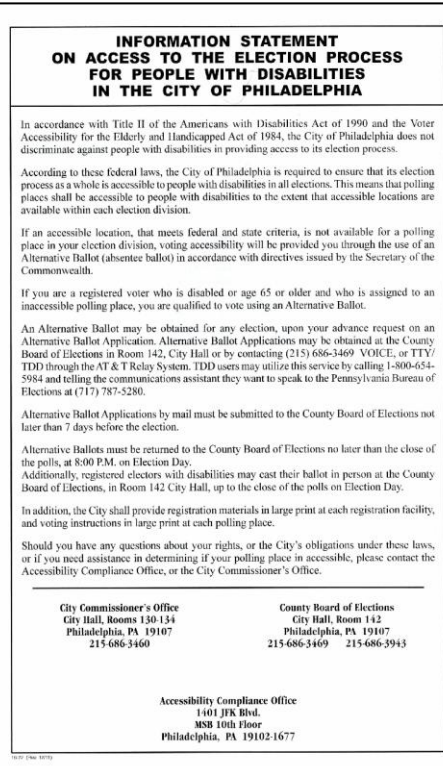 INFORMATION STATEMENT
ON ACCESS TO THE ELECTION PROCESS
FOR PEOPLE WITH DISABILITIES
IN THE CITY OF PHILADELPHIA
In accordance with Title II of the Americans with Disabilities Act of 1990 and the Voter
Accessibility for the Elderly and Handicapped Act of 1984, the City of Philadelphia does not
discriminate against people with disabilities in providing access to its election process.
According to these federal laws, the City of Philadelphia is required to ensure that its election
process as a whole is accessible to people with disabilities in all elections. This means that polling
places shall be accessible to people with disabilities to the extent that accessible locations are
available within each election division.
If an accessible location, that meets federal and state criteria, is not available for a polling
place in your election division, voting accessibility will be provided you through the use of an
Alternative Ballot (absentee ballot) in accordance with directives issued by the Secretary of the
Commonwealth.
If you are a registered voter who is disabled or age 65 or older and who is assigned to an
inaccessible polling place, you are qualified to vote using an Alternative Ballot.
An Alternative Ballot may be obtained for any election, upon your advance request on an
Alternative Ballot Application. Alternative Ballot Applications may be obtained at the County
Board of Elections in Room 142, City Hall or by contacting (215) 686-3469 VOICE, or TTY/
TDD through the AT & T Relay System. TDD users may utilize this service by calling 1-800-654-
5984 and telling the communications assistant they want to speak to the Pennsylvania Bureau of
Elections at (717) 787-5280.
Alternative Ballot Applications by mail must be submitted to the County Board of Elections not
later than 7 days before the election.
Alternative Ballots must be returned to the County Board of Elections no later than the close of
the polls, at 8:00 P.M. on Election Day.
Additionally, registered electors with disabilities may cast their ballot in person at the County
Board of Elections, in Room 142 City Hall, up to the close of the polls on Election Day.
In addition, the City shall provide registration materials in large print at each registration facility,
and voting instructions in large print at each polling place.
Should you have any questions about your rights, or the City's obligations under these laws,
or if you need assistance in determining if your polling place in accessible, please contact the
Accessibility Compliance Office, or the City Commissioner's Office.
City Commissioner's Office
City Hall, Rooms 130-134
Philadelphia, PA 19107
215-686-3460
County Board of Elections
City Hall, Room 142
Philadelphia, PA 19107
215-686-3469 215-686-3943
Accessibility Compliance Office
1401 JFK Blvd.
MSB 10th Floor
Philadelphia, PA 19102-1677